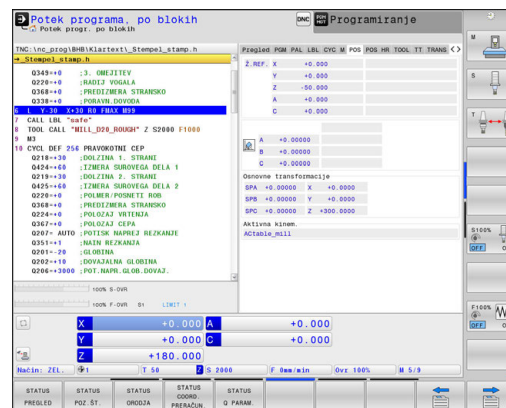 Potek programa, po blokih
Potek progr. po blokih
DNC
Programiranje
TNC:\nc_prog\BHB\Klartext\_Stempel_stamp.h
→_Stempel_stamp.h
Q349=+0 ;3. OMEJITEV
Q220=+0 ;RADIJ VOGALA
Q368=+0 ;PREDIZMERA STRANSKO
Q338=+0 ;PORAVN.DOVODA
6 L Y-30 X+30 R0 FMAX M99
7 CALL LBL "safe"
8 TOOL CALL "MILL_D20_ROUGH" Z S2000 F1000
9 M3
10 CYCL DEF 256 PRAVOKOTNI CEP
Q218=+30 ;DOLZINA 1. STRANI
Q424=+60 ;IZMERA SUROVEGA DELA 1
Q219=+30 ;DOLZINA 2. STRANI
Q425=+60 ;IZMERA SUROVEGA DELA 2
Q220=+0 ;POLMER/POSNETI ROB
Q368=+0 ;PREDIZMERA STRANSKO
Q224=+0 ;POLOZAJ VRTENJA
Q367=+0 ;POLOZAJ CEPA
Q207= AUTO ;POTISK NAPREJ REZKANJE
Q351=+1 ;NAIN REZKANJA
Q201=-20 ;GLOBINA
Q202=+10 ;DOVAJALNA GLOBINA
Q206=+3000 ;POT.NAPR.GLOB.DOVAJ.
Pregled PGM PAL LBL CYC M POS POS HR TOOL TT TRANS
Ž.REF. X +0.000
Y +0.000
Z -50.000
A +0.000
C +0.000
A +0.00000
B +0.00000
C +0.00000
Osnovne transformacije
SPA +0.00000 X +0.0000
SPB +0.00000 Y +0.0000
SPC +0.00000 Z +300.0000
Aktivna kinem.
ACtable_mill
100% S-OVR
100% F-OVR S1 LIMIT 1
X +0.000 A +0.000
Y +0.000 C +0.000
Z +180.000
Način: ŽEL. 1 T 50 Z S 2000 F 0mm/min Ovr 100% M 5/9
STATUS PREGLED
STATUS POZ.ŠT.
STATUS ORODJA
STATUS COORD. PRERAČUN.
STATUS Q PARAM.
M
S
T
S100%
OFF
F100%
OFF